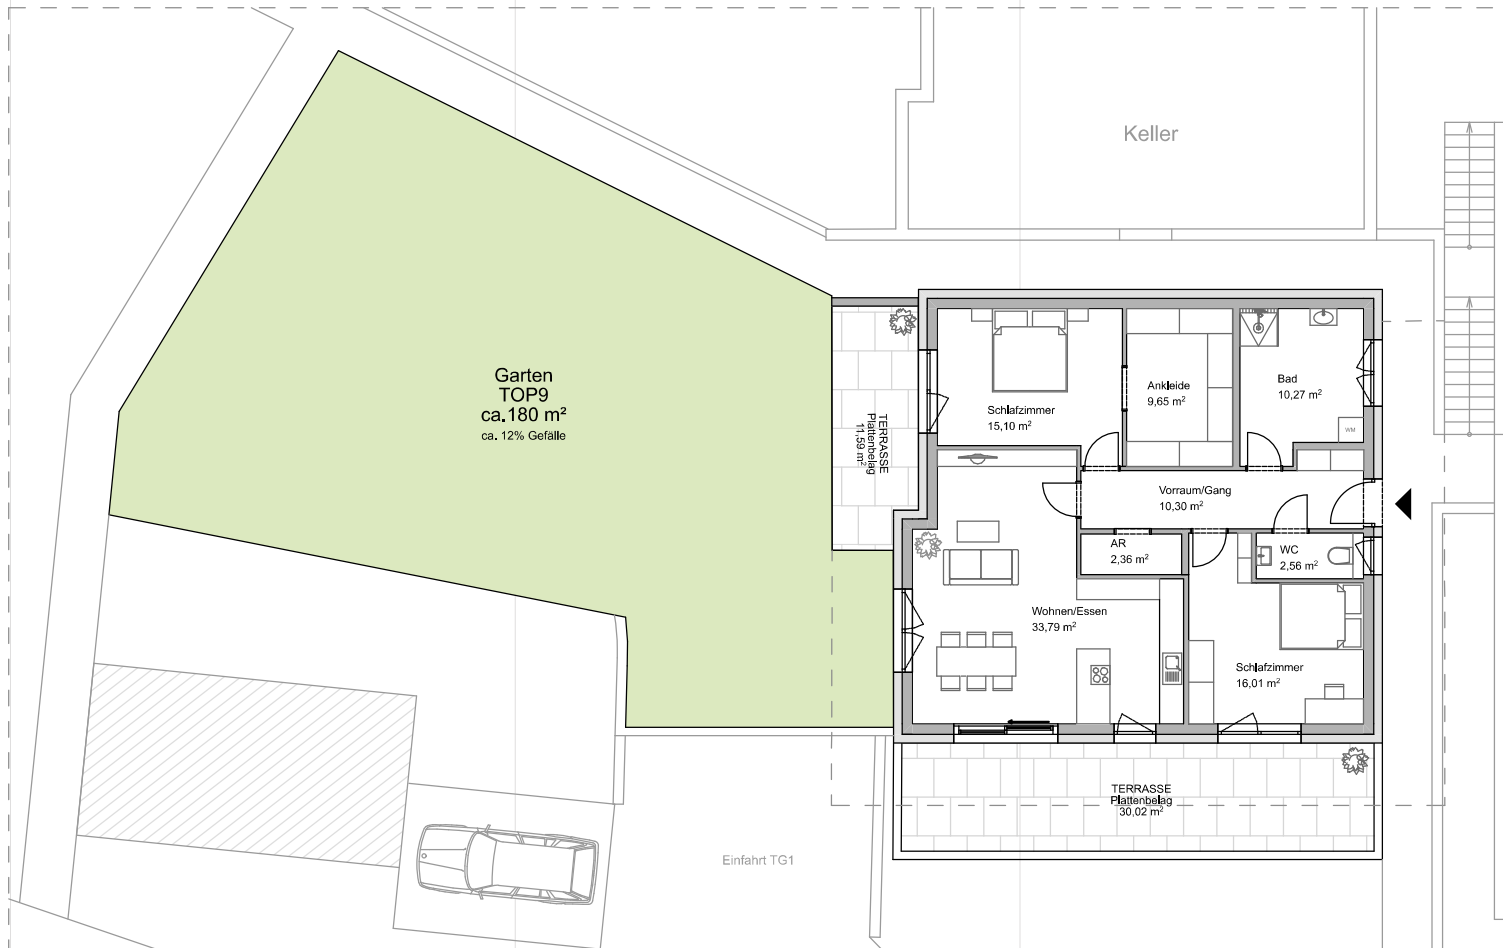 Keller
Garten
TOP9
ca.180 m²
ca. 12% Gefälle
TERRASSE
Plattenbelag
11,59 m²
Schlafzimmer
15,10 m²
Ankleide
9,65 m²
Bad
10,27 m²
WM
Vorraum/Gang
10,30 m²
AR
2,36 m²
WC
2,56 m²
Wohnen/Essen
33,79 m²
Schlafzimmer
16,01 m²
TERRASSE
Plattenbelag
30,02 m²
Einfahrt TG1